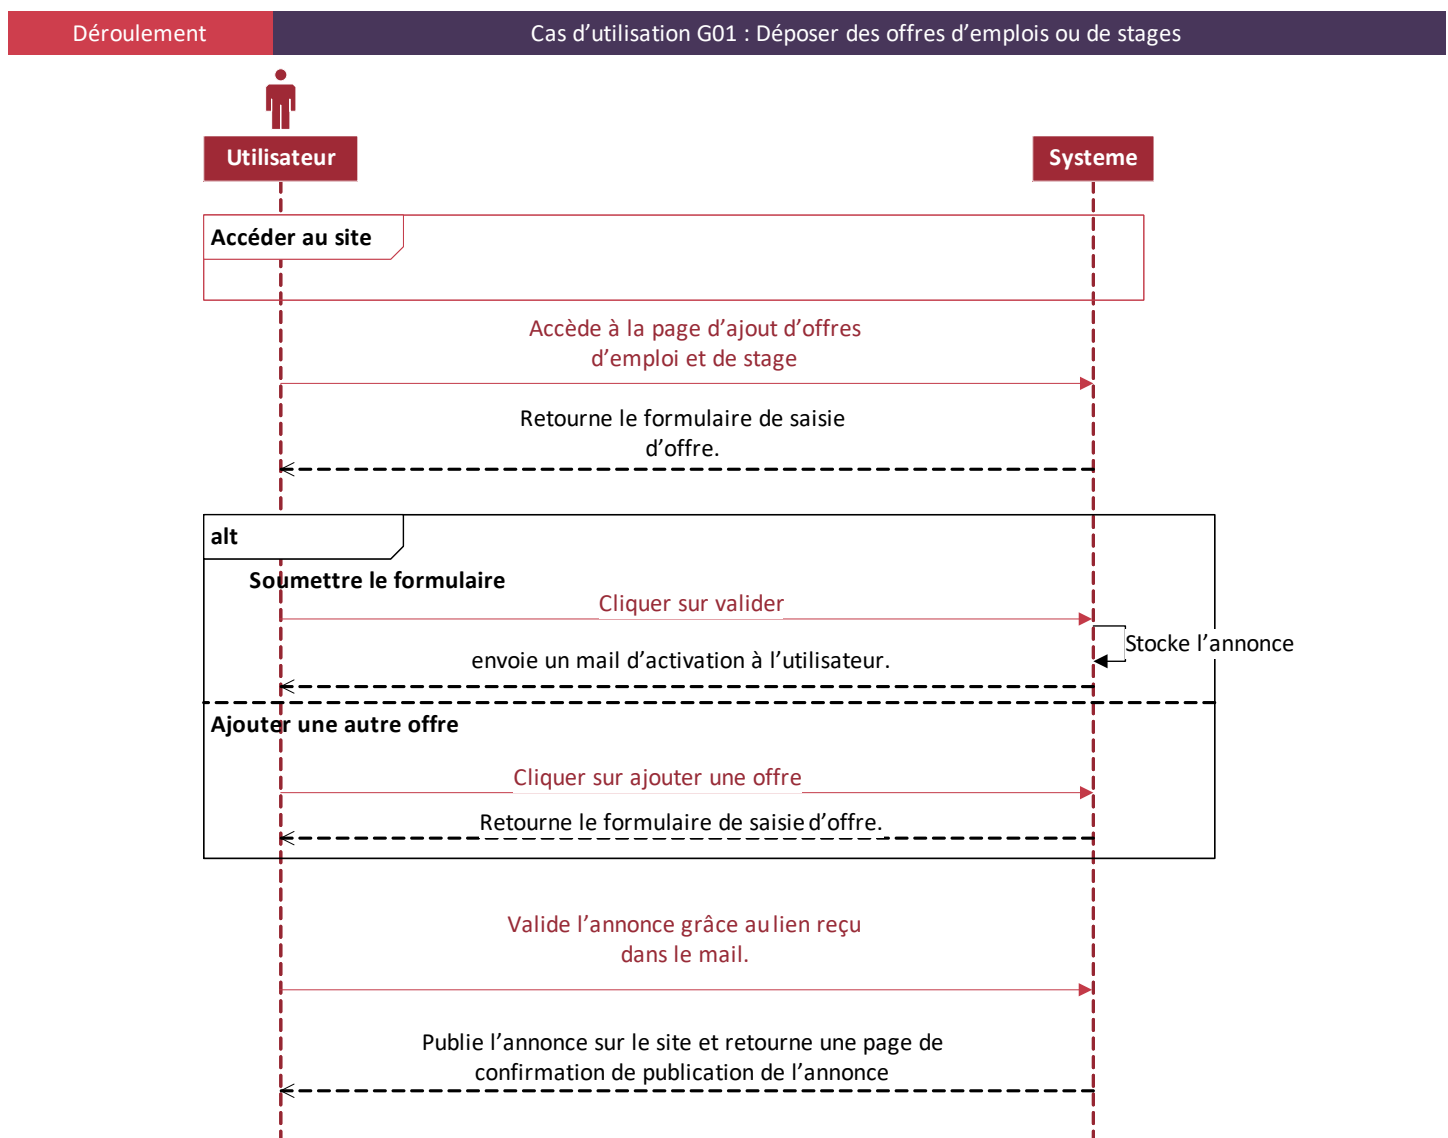 Déroulement
Cas d’utilisation G01 : Déposer des offres d’emplois ou de stages
Utilisateur
Systeme
Accéder au site
Accède à la page d’ajout d’offres
d’emploi et de stage
Retourne le formulaire de saisie
d’offre.
alt
Soumettre le formulaire
Cliquer sur valider
Stocke l’annonce
envoie un mail d’activation à l’utilisateur.
Ajouter une autre offre
Cliquer sur ajouter une offre
Retourne le formulaire de saisie d’offre.
Valide l’annonce grâce au lien reçu
dans le mail.
Publie l’annonce sur le site et retourne une page de
confirmation de publication de l’annonce